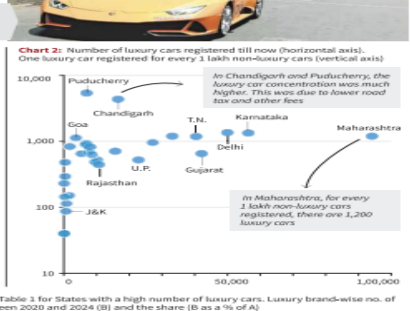 Chart 2: Number of luxury cars registered till now (horizontal axis).
One luxury car registered for every 1 lakh non-luxury cars (vertical axis)
10,000
Puducherry
In Chandigarh and Puducherry, the
luxury car concentration was much
higher. This was due to lower road
tax and other fees
Chandigarh
Goa
T.N.
Karnataka
Maharashtra
1,000
Delhi
Rajasthan
U.P.
Gujarat
In Maharashtra, for every
1 lakh non-luxury cars
registered, there are 1,200
luxury cars
100
J&K
10
0
50,000
1,00,000
Table 1 for States with a high number of luxury cars. Luxury brand-wise no. of
een 2020 and 2024 (B) and the share (B as a % of A)